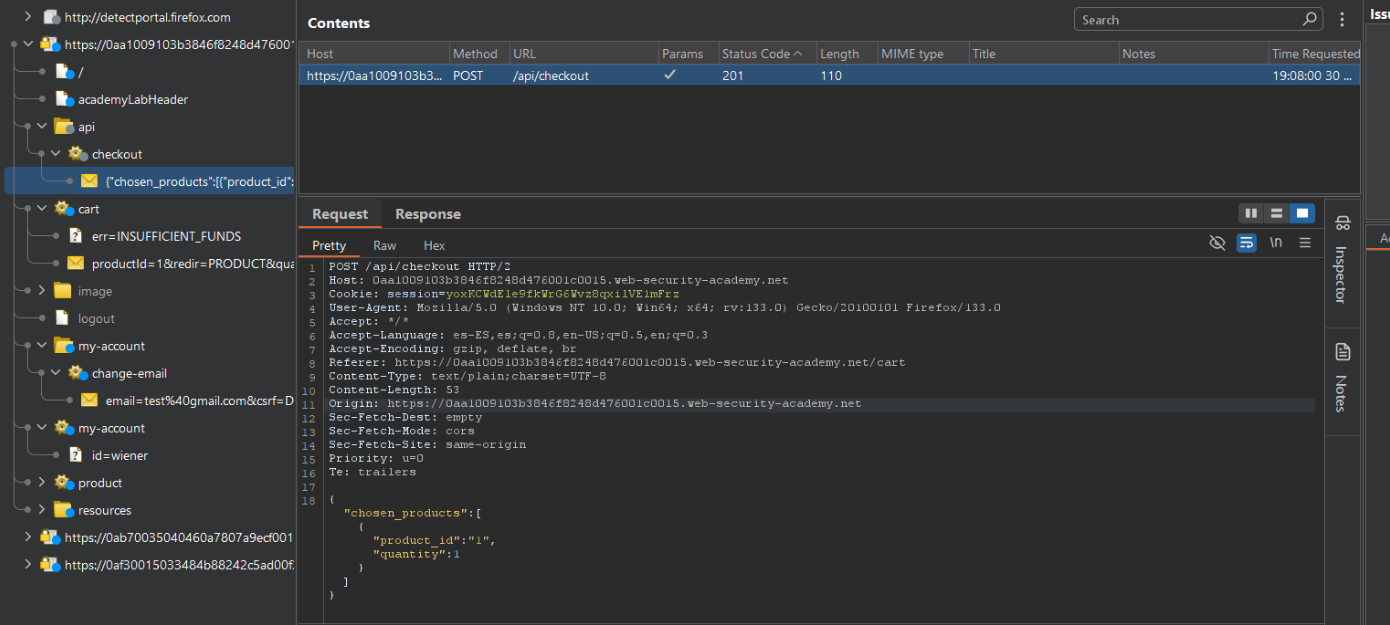 http://detectportal.firefox.com
https://0aa1009103b3846f8248d476001
/
academyLabHeader
api
checkout
{"chosen_products":[{"product_id":
cart
err=INSUFFICIENT_FUNDS
productId=1&redir=PRODUCT&qua
image
logout
my-account
change-email
email=test%40gmail.com&csrf=D
my-account
id=wiener
product
resources
https://0ab70035040460a7807a9ecf001
https://0af30015033484b88242c5ad00f
Contents
Search
Host Method URL Params Status Code MIME type Length Title Notes Time Requested
https://0aa1009103b3... POST /api/checkout 201 110 19:08:00 30 ...
Request Response
Pretty Raw Hex
\n
1 POST /api/checkout HTTP/2
2 Host: 0aa1009103b3846f8248d476001c0015.web-security-academy.net
3 Cookie: session=yoxKCWdEle9fkWrG6Wvz8qxilVE1mFrz
4 User-Agent: Mozilla/5.0 (Windows NT 10.0; Win64; x64; rv:133.0) Gecko/20100101 Firefox/133.0
5 Accept: */*
6 Accept-Language: es-ES,es;q=0.8,en-US;q=0.5,en;q=0.3
7 Accept-Encoding: gzip, deflate, br
8 Referer: https://0aa1009103b3846f8248d476001c0015.web-security-academy.net/cart
9 Content-Type: text/plain;charset=UTF-8
10 Content-Length: 53
11 Origin: https://0aa1009103b3846f8248d476001c0015.web-security-academy.net
12 Sec-Fetch-Dest: empty
13 Sec-Fetch-Mode: cors
14 Sec-Fetch-Site: same-origin
15 Priority: u=0
16 Te: trailers
17
18 {
"chosen_products":[
{
"product_id":"1",
"quantity":1
}
]
}
Inspector
Notes
Issu